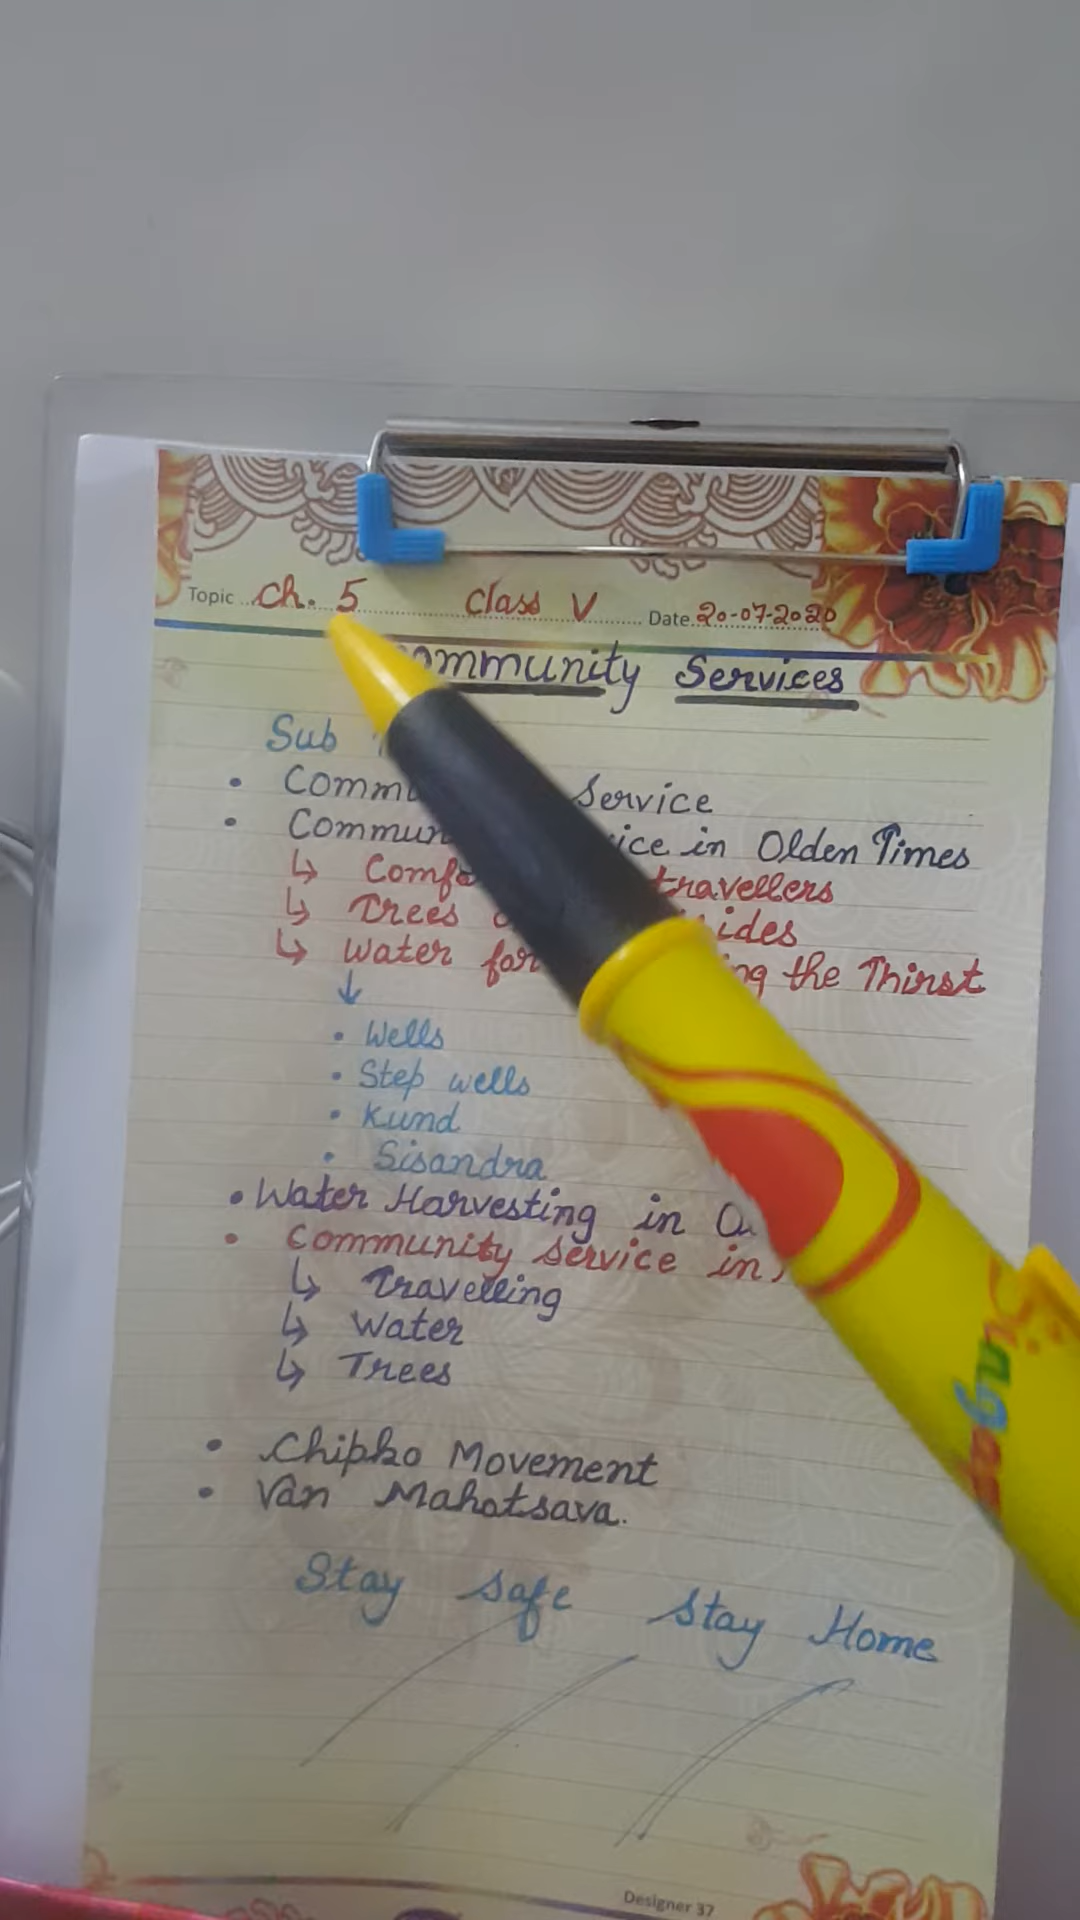 Topic Ch. 5 Class V Date 20-07-2020
Community Services
Sub
• Service
• in Olden Times
↳ travellers
↳ Trees
↳ Water for the Thirst
↓
• Wells
• Step wells
• Kund
• Sisandra
• Water Harvesting in
• Community Service in
↳ Travelling
↳ Water
↳ Trees
• Chipko Movement
• Van Mahotsava.
Stay Safe Stay Home
Designer 37